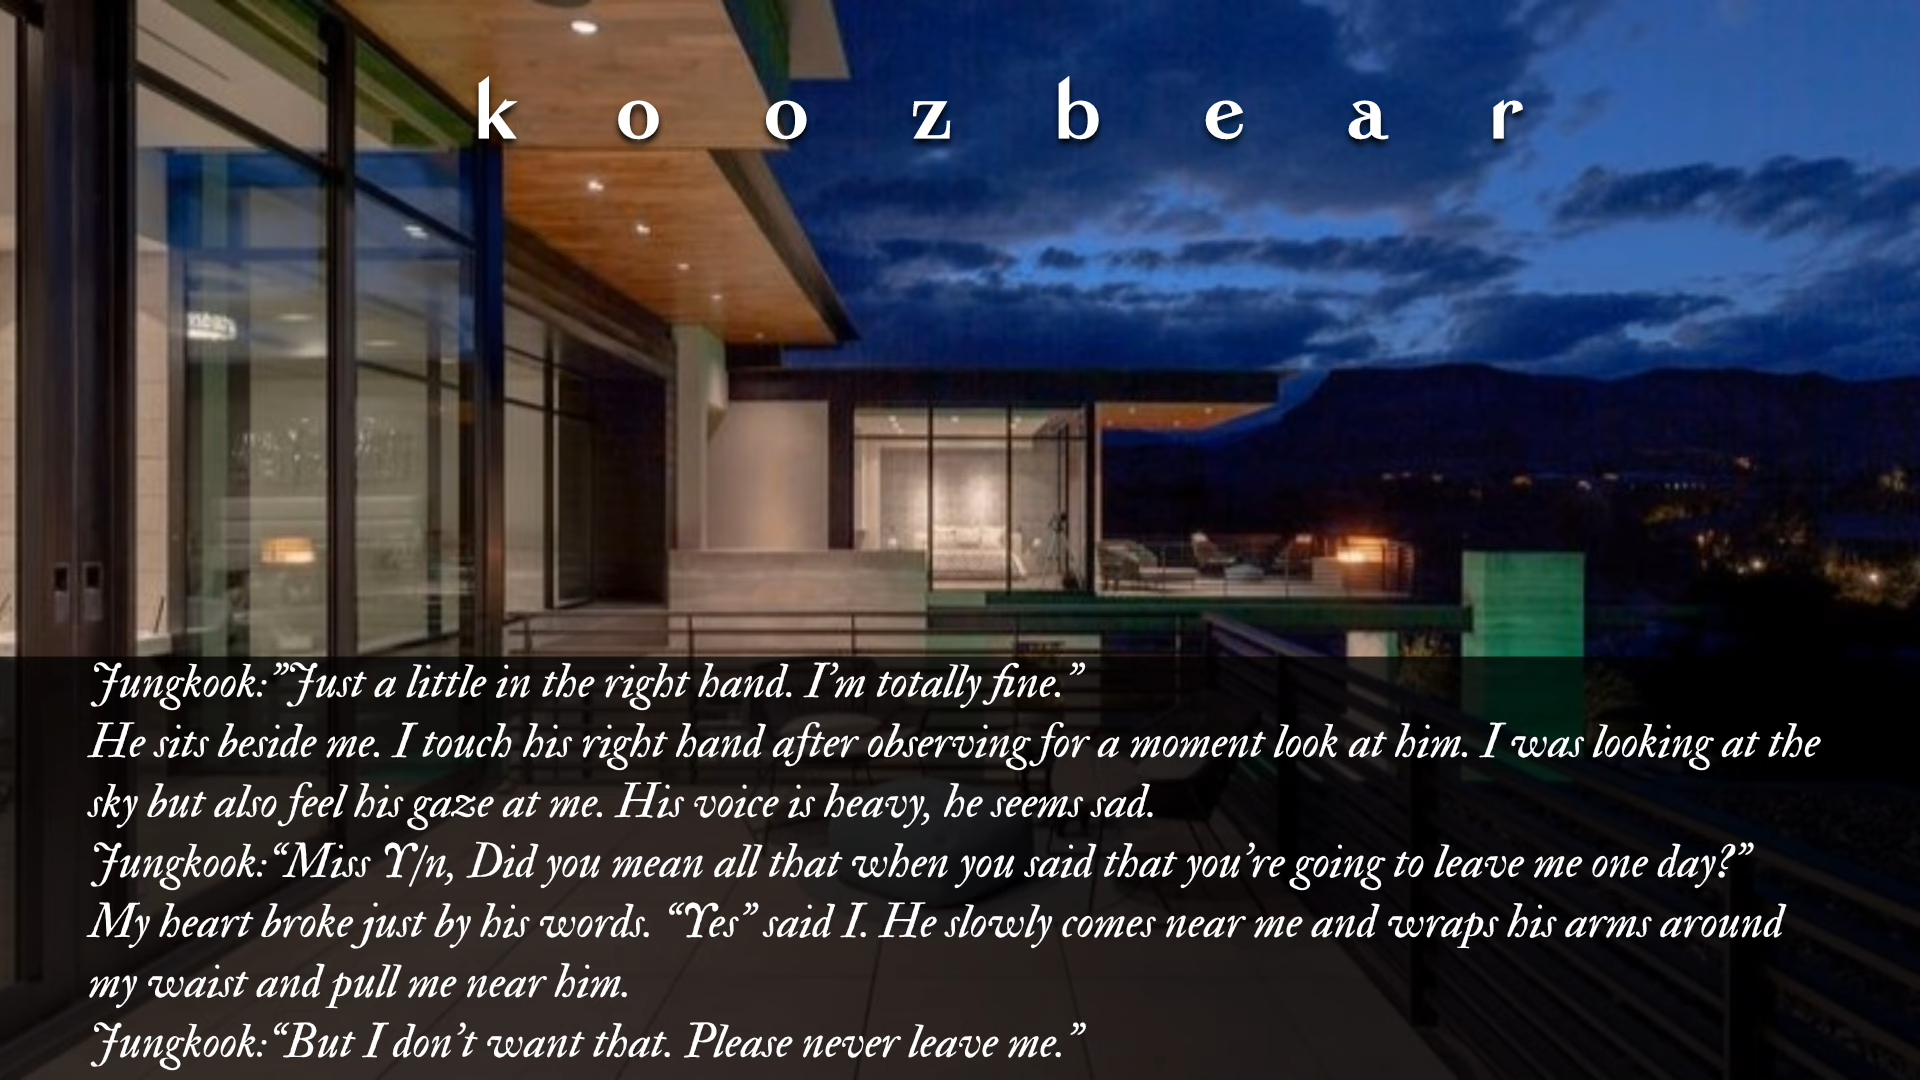 k o o z b e a r
Jungkook:”Just a little in the right hand. I’m totally fine.”
He sits beside me. I touch his right hand after observing for a moment look at him. I was looking at the
sky but also feel his gaze at me. His voice is heavy, he seems sad.
Jungkook:“Miss Y/n, Did you mean all that when you said that you’re going to leave me one day?”
My heart broke just by his words. “Yes” said I. He slowly comes near me and wraps his arms around
my waist and pull me near him.
Jungkook:“But I don’t want that. Please never leave me.”